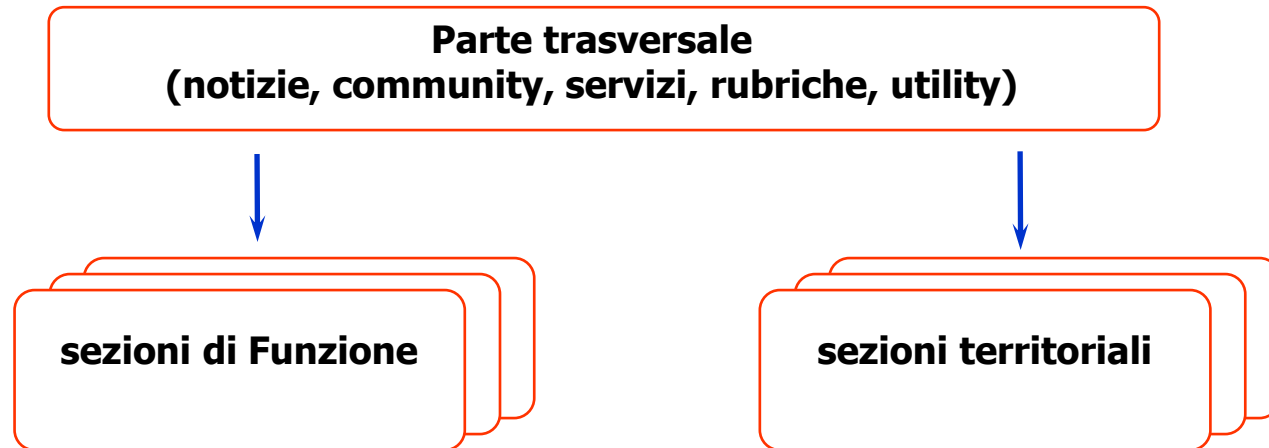 Parte trasversale
(notizie, community, servizi, rubriche, utility)
sezioni di Funzione
sezioni territoriali